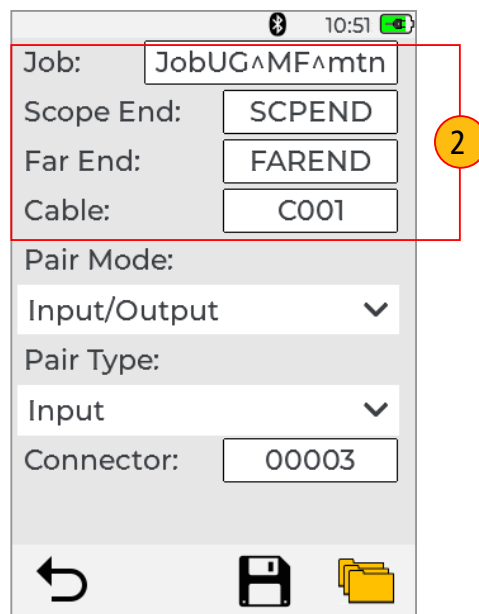 10:51
Job: JobUG^MF^mtn
Scope End: SCPEND
Far End: FAREND
2
Cable: C001
Pair Mode:
Input/Output
Pair Type:
Input
Connector: 00003